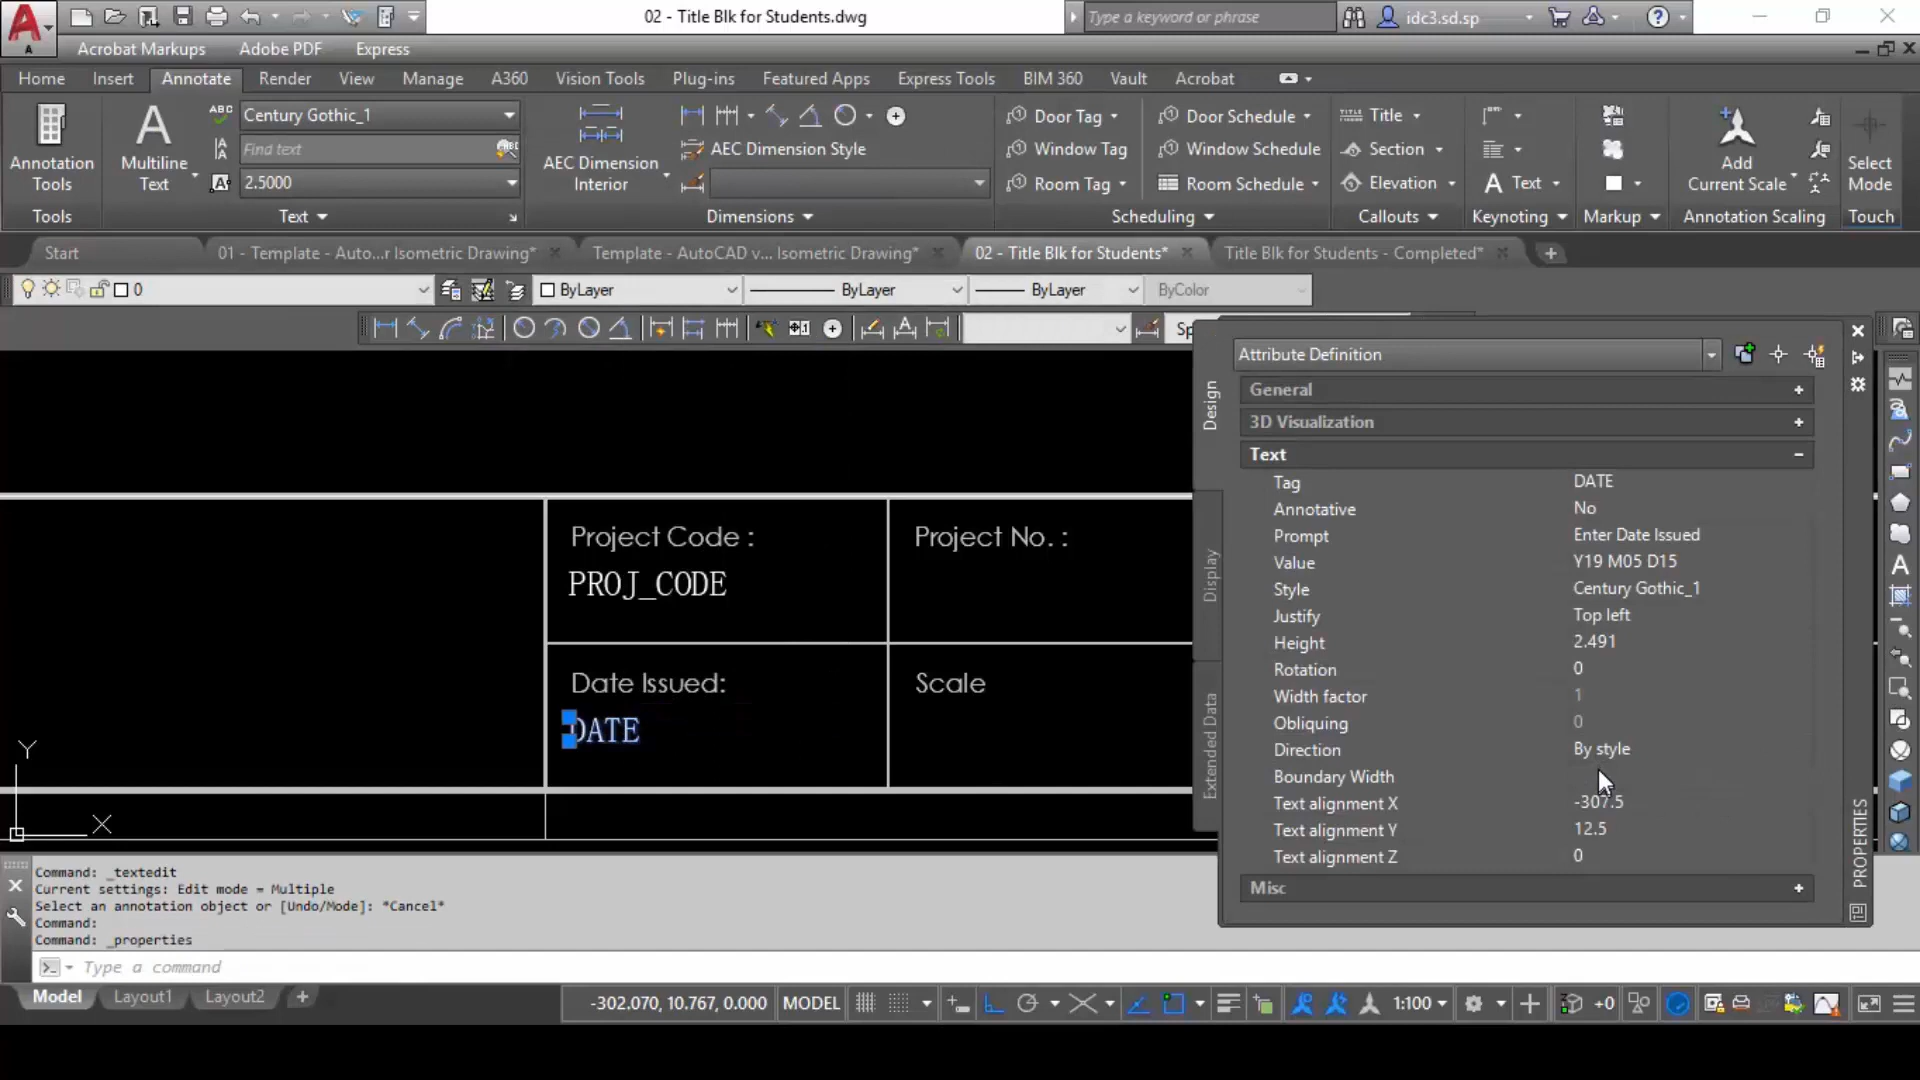 02 - Title Blk for Students.dwg
Type a keyword or phrase
idc3.sd.sp
Acrobat Markups Adobe PDF Express
Home Insert Annotate Render View Manage A360 Vision Tools Plug-ins Featured Apps Express Tools BIM 360 Vault Acrobat
Annotation Tools
Multiline Text
ABC
Century Gothic_1
Find text
2.5000
AEC Dimension Interior
AEC Dimension Style
Door Tag
Window Tag
Room Tag
Door Schedule
Window Schedule
Room Schedule
TITLE Title
Section
Elevation
Text
Add Current Scale
Select Mode
Tools Text Dimensions Scheduling Callouts Keynoting Markup Annotation Scaling Touch
Start 01 - Template - Auto...r Isometric Drawing* Template - AutoCAD v... Isometric Drawing* 02 - Title Blk for Students* Title Blk for Students - Completed*
0 ByLayer ByLayer ByLayer ByColor
Sp
Attribute Definition
General
3D Visualization
Text
Tag DATE
Annotative No
Prompt Enter Date Issued
Value Y19 M05 D15
Style Century Gothic_1
Justify Top left
Height 2.491
Rotation 0
Width factor 1
Obliquing 0
Direction By style
Boundary Width
Text alignment X -307.5
Text alignment Y 12.5
Text alignment Z 0
Misc
Design
Display
Extended Data
PROPERTIES
Project Code :
PROJ_CODE
Project No. :
Date Issued:
DATE
Scale
Y
X
Command: _textedit
Current settings: Edit mode = Multiple
Select an annotation object or [Undo/Mode]: *Cancel*
Command:
Command: _properties
Type a command
Model Layout1 Layout2
-302.070, 10.767, 0.000 MODEL 1:100 +0